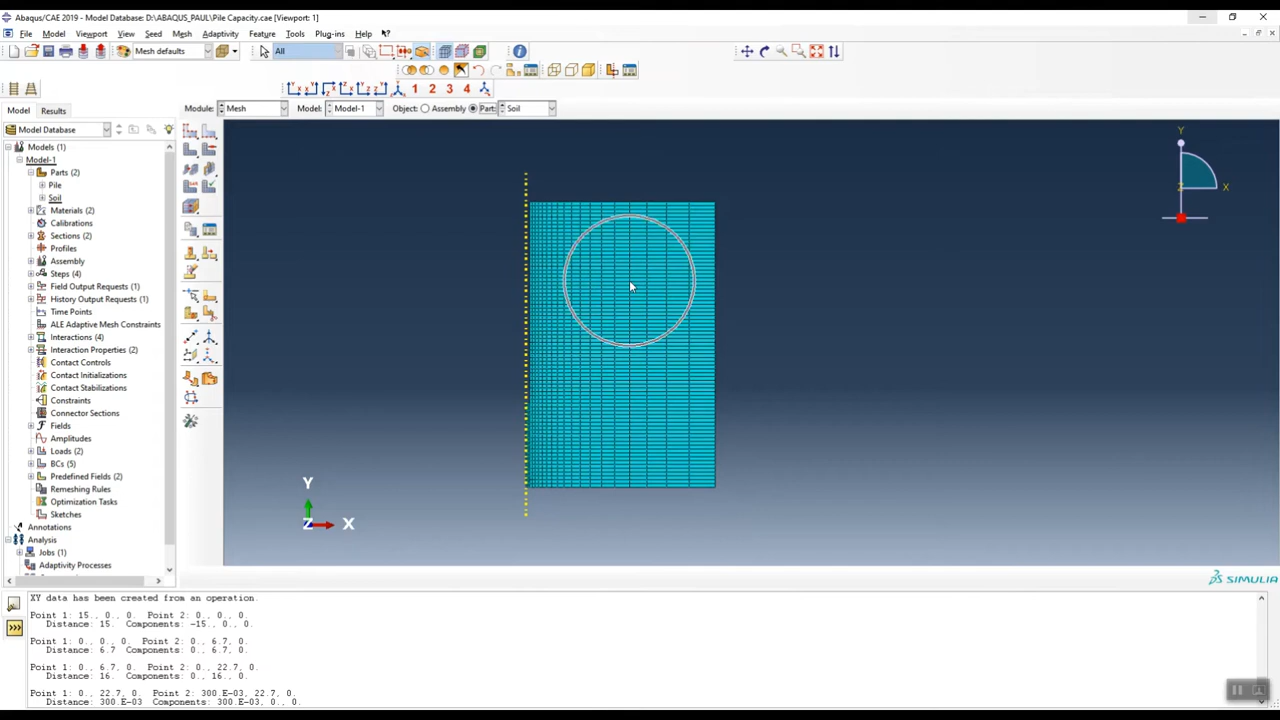 Abaqus/CAE 2019 - Model Database: D:\ABAQUS_PAUL\Pile Capacity.cae [Viewport: 1]
File Model Viewport View Seed Mesh Adaptivity Feature Tools Plug-ins Help
Mesh defaults All
1 2 3 4
Model Results Module: Mesh Model: Model-1 Object: Assembly Part: Soil
Model Database
Models (1)
Model-1
Parts (2)
Pile
Soil
Materials (2)
Calibrations
Sections (2)
Profiles
Assembly
Steps (4)
Field Output Requests (1)
History Output Requests (1)
Time Points
ALE Adaptive Mesh Constraints
Interactions (4)
Interaction Properties (2)
Contact Controls
Contact Initializations
Contact Stabilizations
Constraints
Connector Sections
Fields
Amplitudes
Loads (2)
BCs (5)
Predefined Fields (2)
Remeshing Rules
Optimization Tasks
Sketches
Annotations
Analysis
Jobs (1)
Adaptivity Processes
Y
X
Z
Y
X
Z
SIMULIA
XY data has been created from an operation.
Point 1: 15., 0., 0. Point 2: 0., 0., 0.
Distance: 15. Components: -15., 0., 0.
Point 1: 0., 0., 0. Point 2: 0., 6.7, 0.
Distance: 6.7 Components: 0., 6.7, 0.
Point 1: 0., 6.7, 0. Point 2: 0., 22.7, 0.
Distance: 16. Components: 0., 16., 0.
Point 1: 0., 22.7, 0. Point 2: 300.E-03, 22.7, 0.
Distance: 300.E-03 Components: 300.E-03, 0., 0.